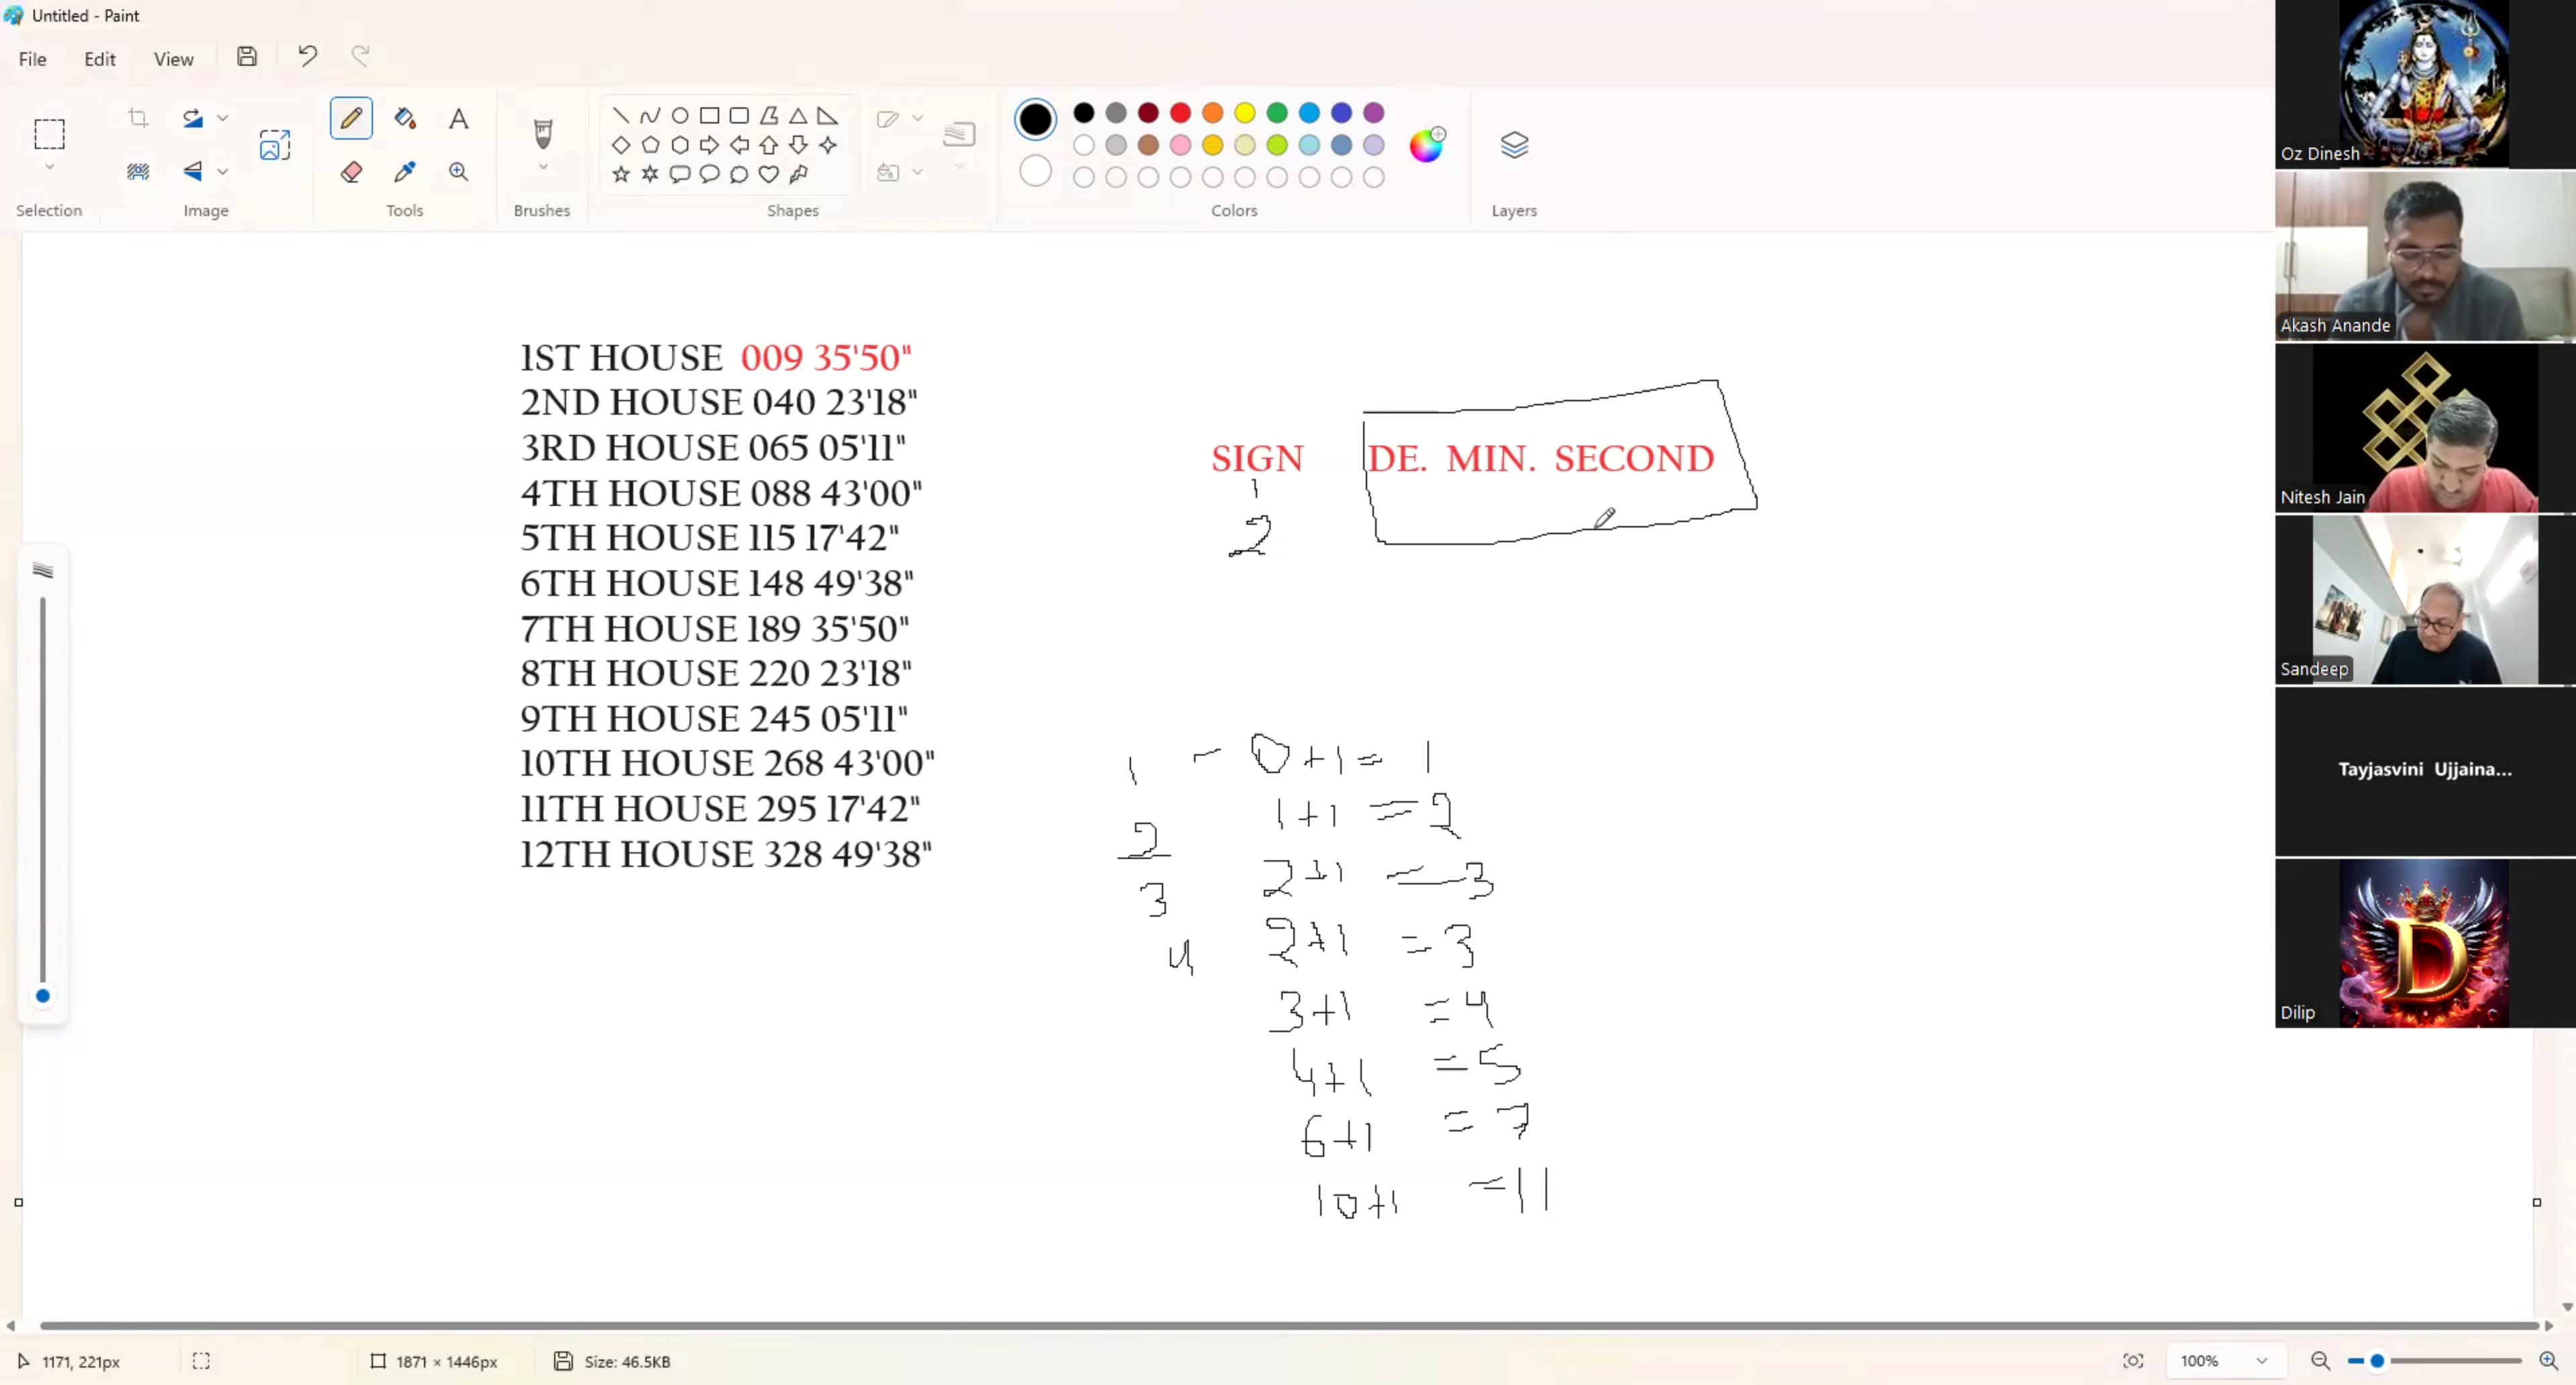 Untitled - Paint
File Edit View
Selection Image Tools Brushes Shapes Colors Layers
1ST HOUSE 009 35'50"
2ND HOUSE 040 23'18"
3RD HOUSE 065 05'11"
4TH HOUSE 088 43'00"
5TH HOUSE 115 17'42"
6TH HOUSE 148 49'38"
7TH HOUSE 189 35'50"
8TH HOUSE 220 23'18"
9TH HOUSE 245 05'11"
10TH HOUSE 268 43'00"
11TH HOUSE 295 17'42"
12TH HOUSE 328 49'38"
SIGN DE. MIN. SECOND
1
2
1 - 0+1= 1
2 1+1 =2
3 2+1 =3
4 2+1 =3
3+1 =4
4+1 =5
6+1 =7
10+1 =11
Oz Dinesh
Akash Anande
Nitesh Jain
Sandeep
Tayjasvini Ujjaina...
D
Dilip
1171, 221px 1871 × 1446px Size: 46.5KB 100%